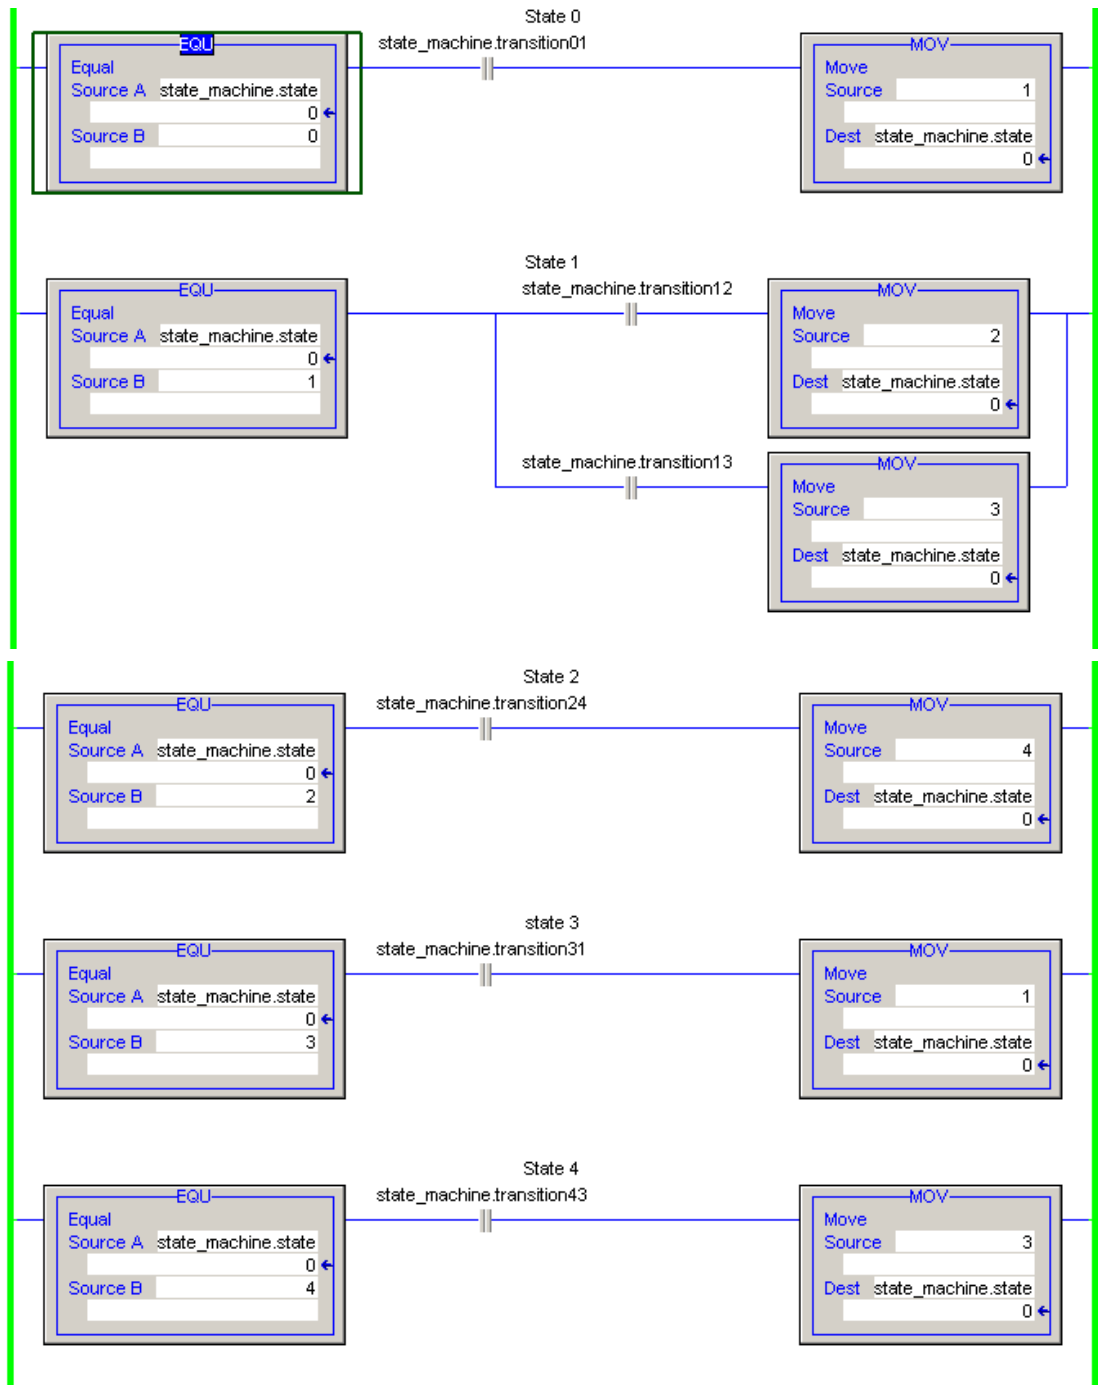 State 0
EQU
state_machine.transition01
MOV
Equal
Move
Source A state_machine.state
Source 1
0
Source B 0
Dest state_machine.state
0
State 1
EQU
state_machine.transition12
MOV
Equal
Move
Source A state_machine.state
Source 2
0
Source B 1
Dest state_machine.state
0
state_machine.transition13
MOV
Move
Source 3
Dest state_machine.state
0
State 2
EQU
state_machine.transition24
MOV
Equal
Move
Source A state_machine.state
Source 4
0
Source B 2
Dest state_machine.state
0
state 3
EQU
state_machine.transition31
MOV
Equal
Move
Source A state_machine.state
Source 1
0
Source B 3
Dest state_machine.state
0
State 4
EQU
state_machine.transition43
MOV
Equal
Move
Source A state_machine.state
Source 3
0
Source B 4
Dest state_machine.state
0